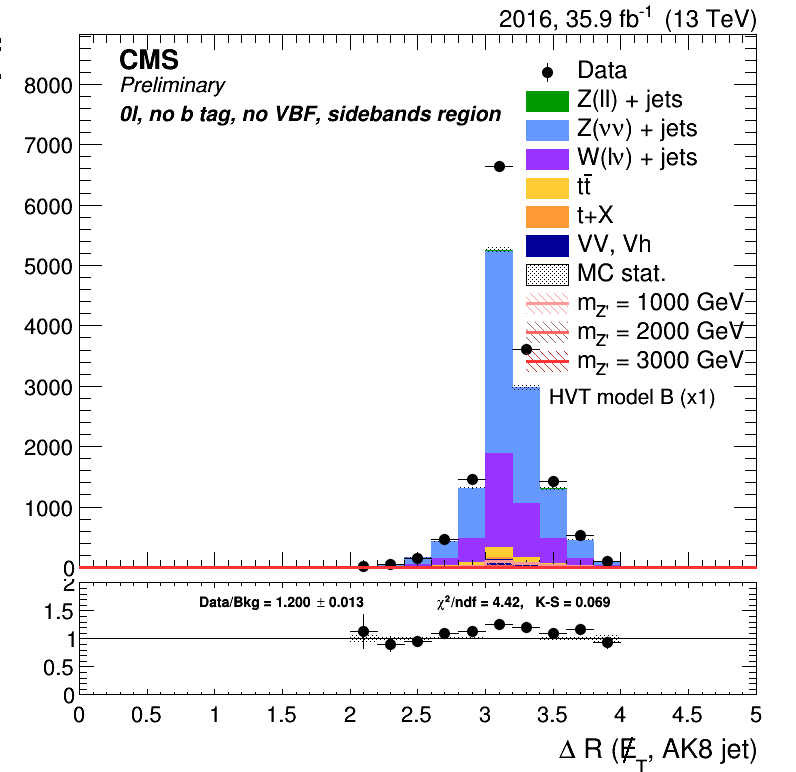 2016, 35.9 fb⁻¹ (13 TeV)
CMS
Preliminary
0l, no b tag, no VBF, sidebands region
Data
Z(ll) + jets
Z(νν) + jets
W(lν) + jets
tt̄
t+X
VV, Vh
MC stat.
m_Z' = 1000 GeV
m_Z' = 2000 GeV
m_Z' = 3000 GeV
HVT model B (x1)
8000
7000
6000
5000
4000
3000
2000
1000
0
Data/Bkg = 1.200 ± 0.013
χ²/ndf = 4.42, K-S = 0.069
2
1.5
1
0.5
0
0 0.5 1 1.5 2 2.5 3 3.5 4 4.5 5
Δ R (E̸_T, AK8 jet)